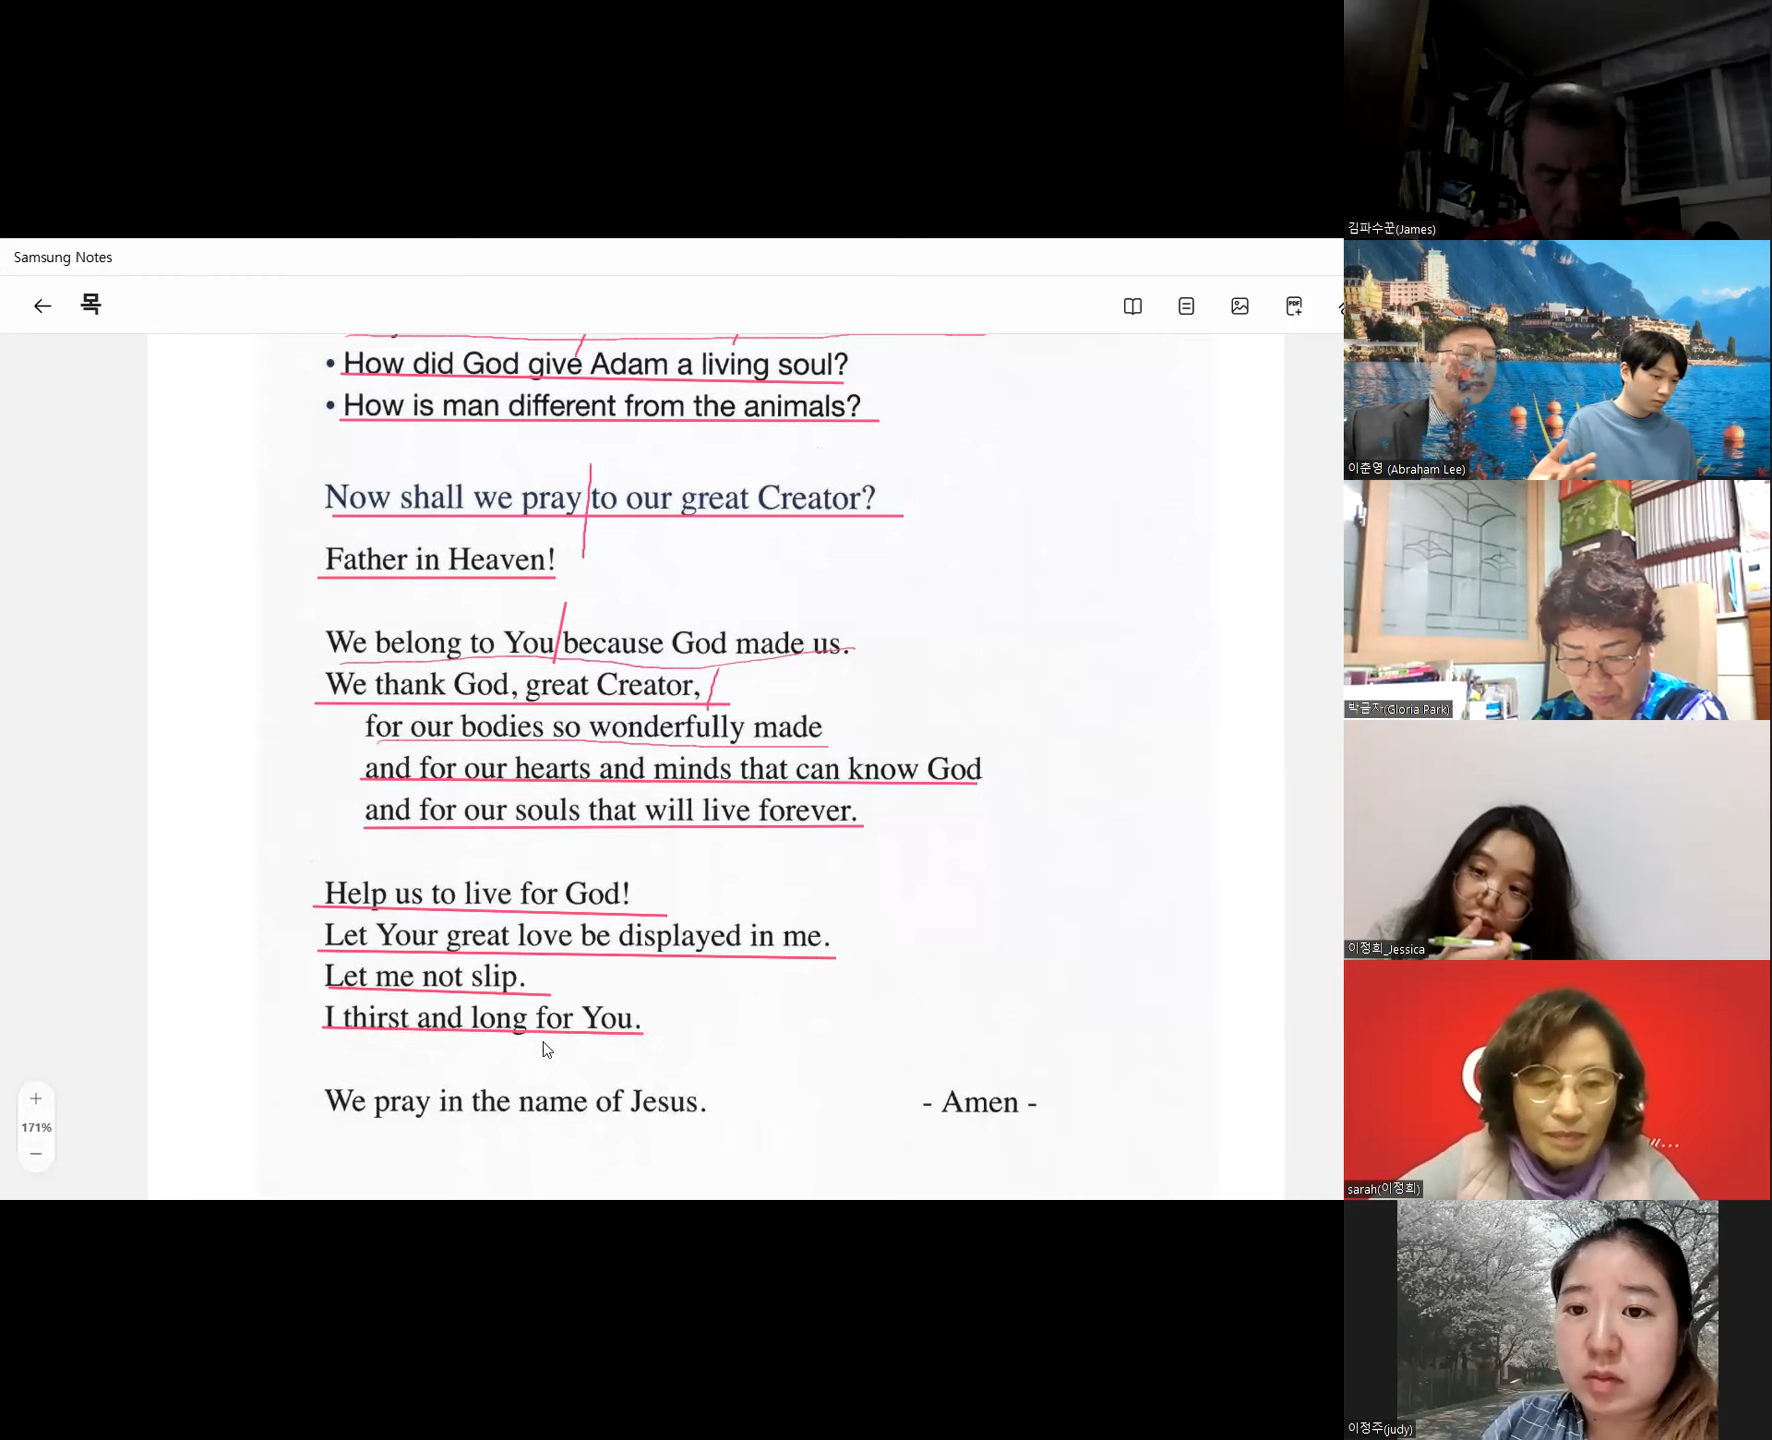 Samsung Notes
목
• How did God give Adam a living soul?
• How is man different from the animals?
Now shall we pray to our great Creator?
Father in Heaven!
We belong to You because God made us.
We thank God, great Creator,
for our bodies so wonderfully made
and for our hearts and minds that can know God
and for our souls that will live forever.
Help us to live for God!
Let Your great love be displayed in me.
Let me not slip.
I thirst and long for You.
We pray in the name of Jesus.
- Amen -
171%
PDF
김파수꾼(James)
이춘영 (Abraham Lee)
박금자(Gloria Park)
이정희_Jessica
sarah(이정희)
이정주(judy)